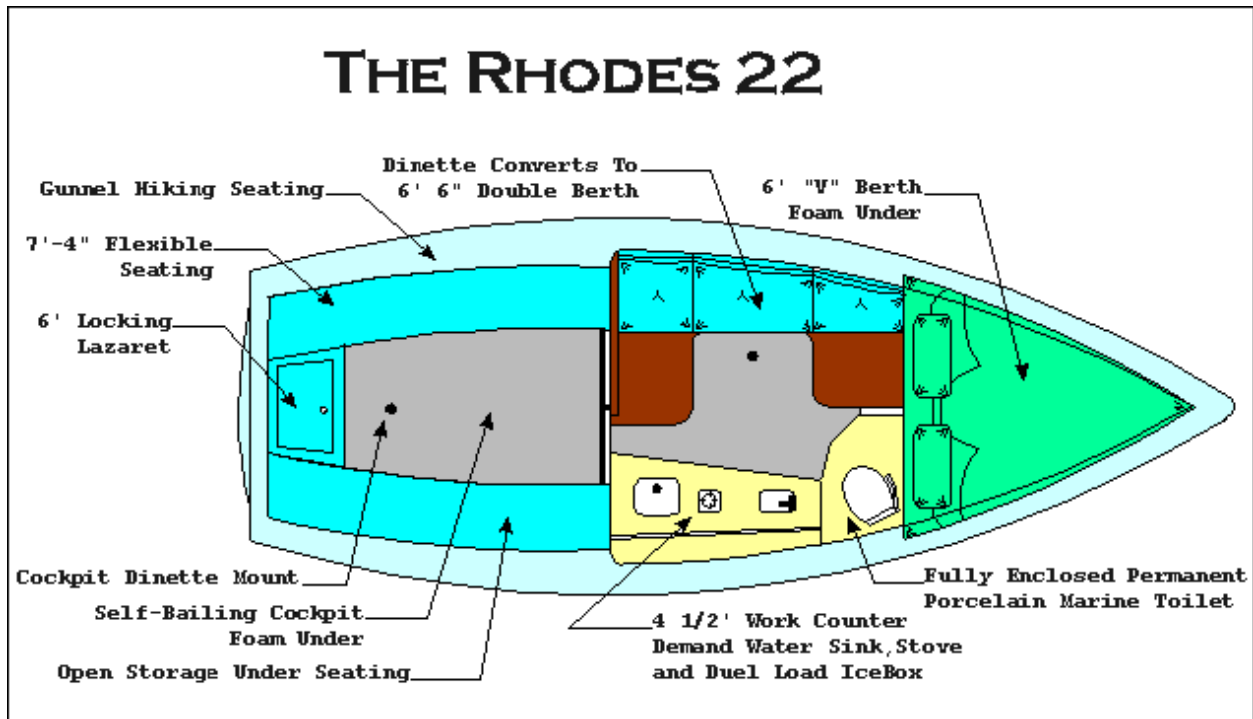 THE RHODES 22
Dinette Converts To
6' 6" Double Berth
Gunnel Hiking Seating
6' "V" Berth
Foam Under
7'-4" Flexible
Seating
6' Locking
Lazaret
Cockpit Dinette Mount
Self-Bailing Cockpit
Foam Under
Open Storage Under Seating
4 1/2' Work Counter
Demand Water Sink,Stove
and Duel Load IceBox
Fully Enclosed Permanent
Porcelain Marine Toilet